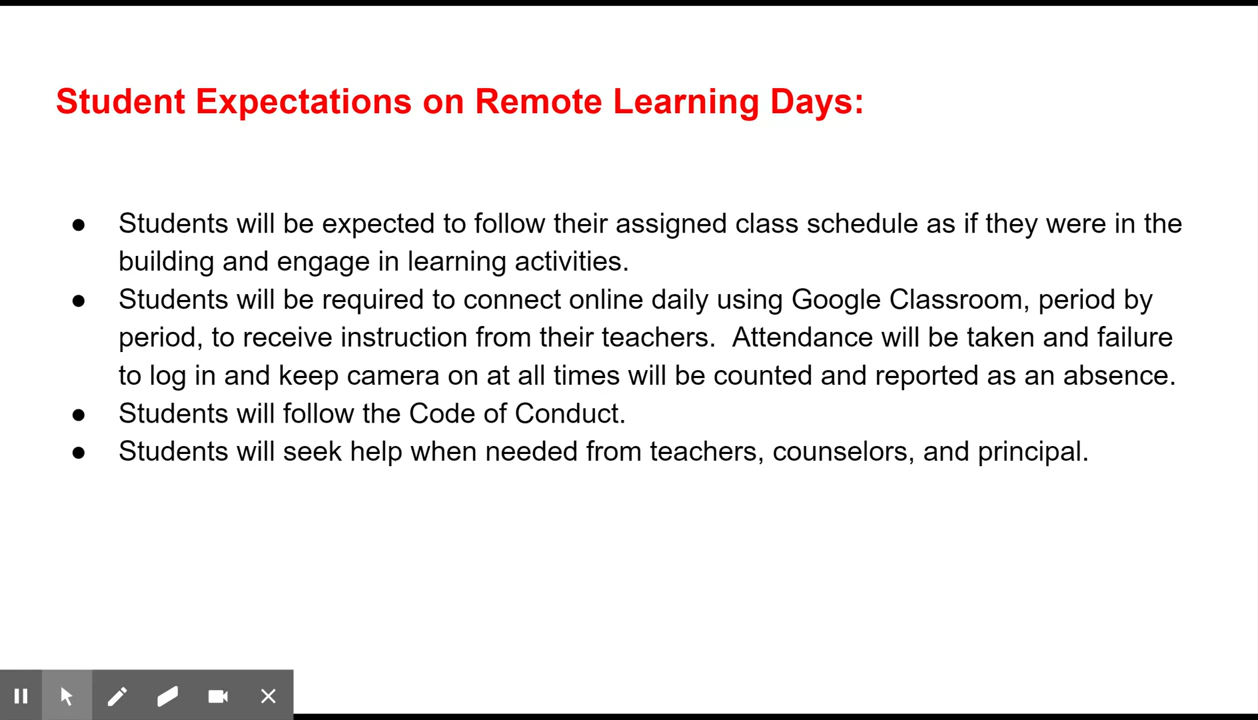 Student Expectations on Remote Learning Days:
● Students will be expected to follow their assigned class schedule as if they were in the
building and engage in learning activities.
● Students will be required to connect online daily using Google Classroom, period by
period, to receive instruction from their teachers.  Attendance will be taken and failure
to log in and keep camera on at all times will be counted and reported as an absence.
● Students will follow the Code of Conduct.
● Students will seek help when needed from teachers, counselors, and principal.